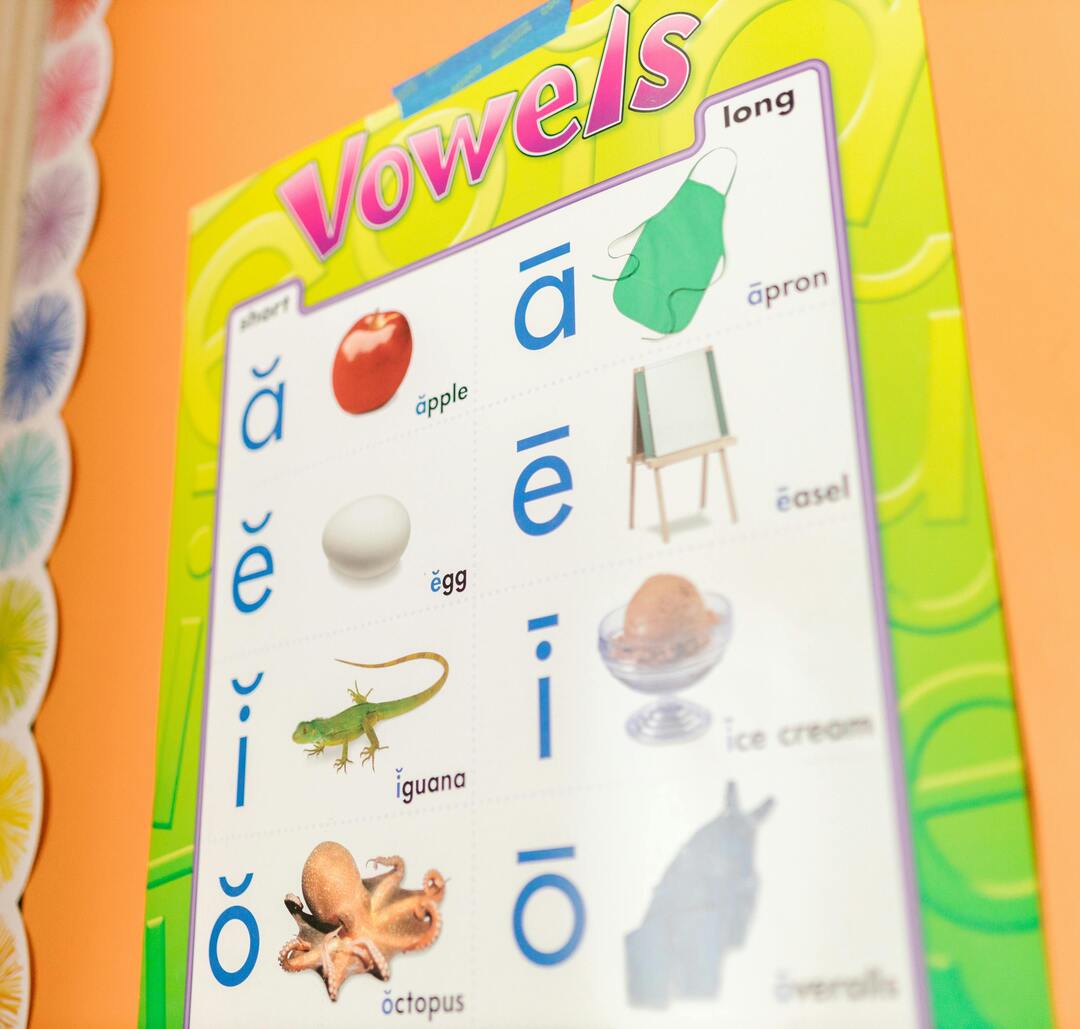 Vowels
short
long
ă
ăpple
ā
āpron
ĕ
ĕgg
ē
ēasel
ĭ
ĭguana
ī
īce cream
ŏ
ŏctopus
ō
ōveralls